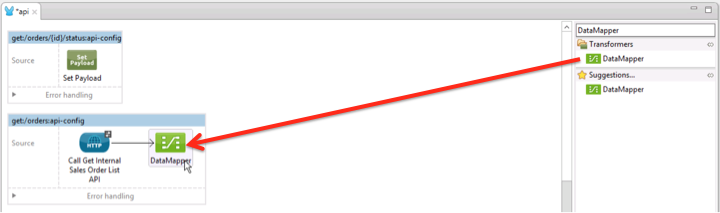 *api
get:/orders/{id}/status:api-config
Source
Set
Payload
Set Payload
Error handling
get:/orders:api-config
Source
HTTP
Call Get Internal
Sales Order List
API
DataMapper
Error handling
DataMapper
Transformers
DataMapper
Suggestions...
DataMapper